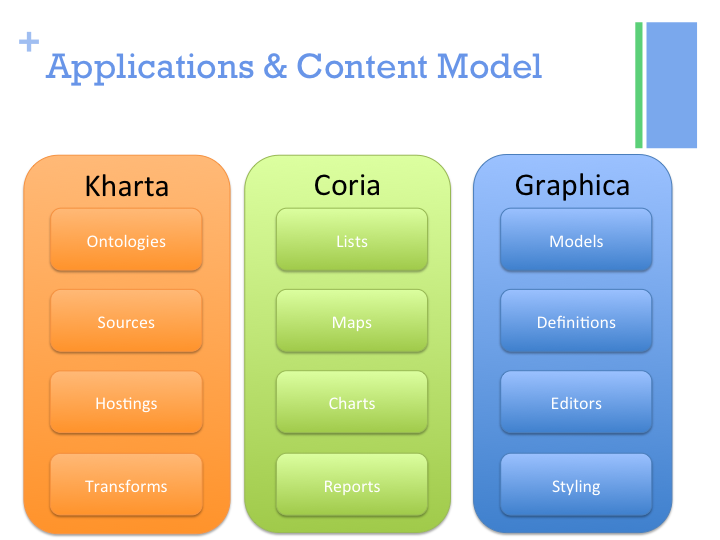 +
Applications & Content Model
Kharta
Ontologies
Sources
Hostings
Transforms
Coria
Lists
Maps
Charts
Reports
Graphica
Models
Definitions
Editors
Styling